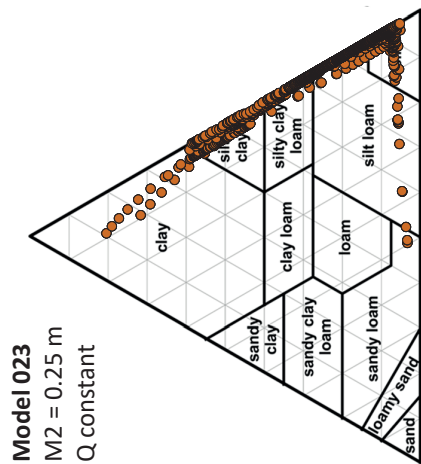 Model 023
M2 = 0.25 m
Q constant
clay
silty clay
loam
clay loam
silt loam
loam
sandy
clay
sandy clay
loam
sandy loam
loamy sand
sand
clay